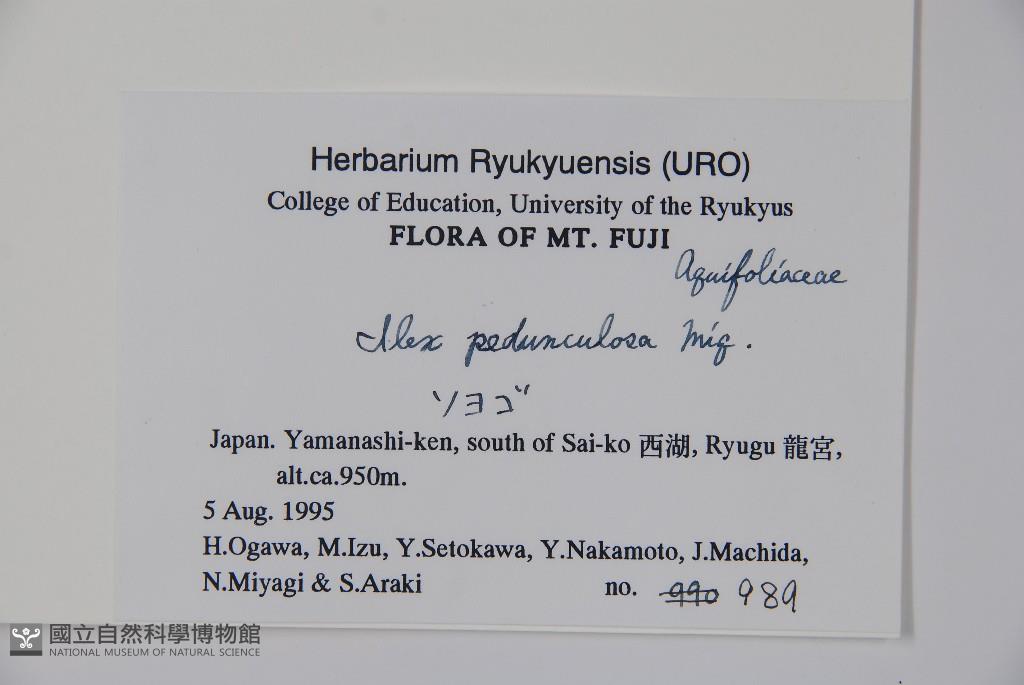 Herbarium Ryukyuensis (URO)
College of Education, University of the Ryukyus
FLORA OF MT. FUJI
Aquifoliaceae
Ilex pedunculosa Miq.
ソヨゴ
Japan. Yamanashi-ken, south of Sai-ko 西湖, Ryugu 龍宮,
alt.ca.950m.
5 Aug. 1995
H.Ogawa, M.Izu, Y.Setokawa, Y.Nakamoto, J.Machida,
N.Miyagi & S.Araki no. 990 989
國立自然科學博物館
NATIONAL MUSEUM OF NATURAL SCIENCE